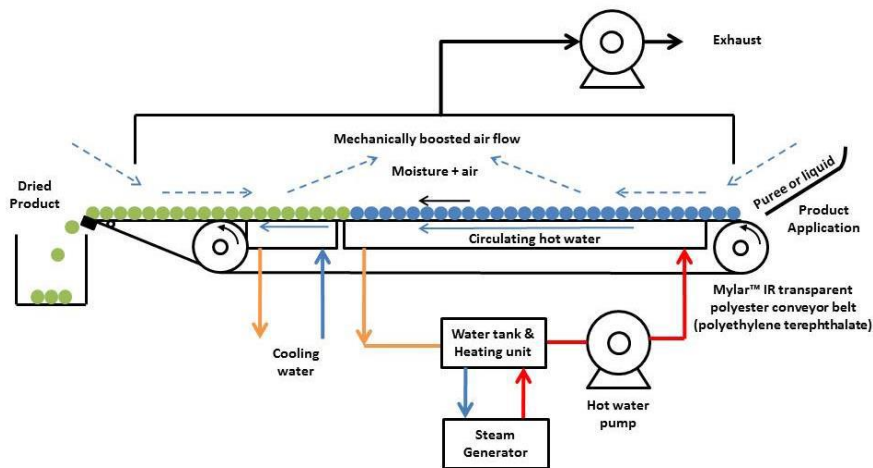 Exhaust
Mechanically boosted air flow
Moisture + air
Dried
Product
Puree or liquid
Product
Application
Circulating hot water
Mylar™ IR transparent
polyester conveyor belt
(polyethylene terephthalate)
Cooling
water
Water tank &
Heating unit
Hot water
pump
Steam
Generator